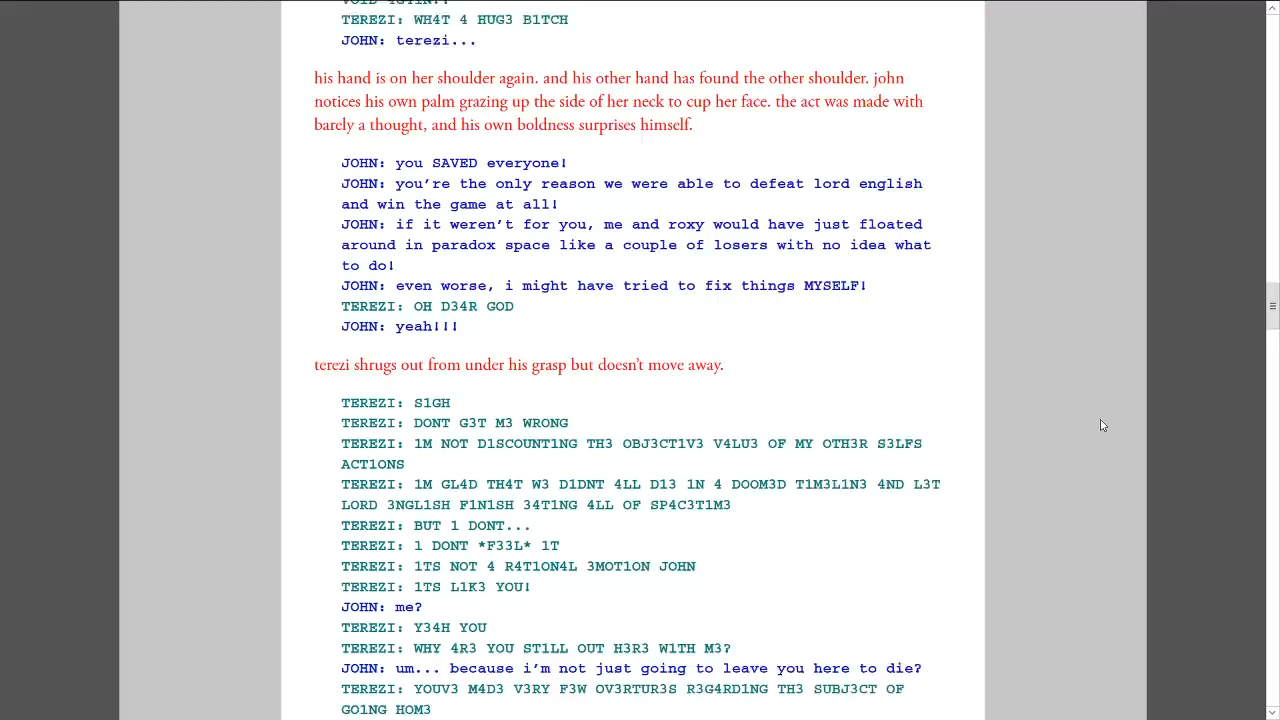 TEREZI: WH4T 4 HUG3 B1TCH
JOHN: terezi...
his hand is on her shoulder again. and his other hand has found the other shoulder. john
notices his own palm grazing up the side of her neck to cup her face. the act was made with
barely a thought, and his own boldness surprises himself.
JOHN: you SAVED everyone!
JOHN: you’re the only reason we were able to defeat lord english
and win the game at all!
JOHN: if it weren’t for you, me and roxy would have just floated
around in paradox space like a couple of losers with no idea what
to do!
JOHN: even worse, i might have tried to fix things MYSELF!
TEREZI: OH D34R GOD
JOHN: yeah!!!
terezi shrugs out from under his grasp but doesn’t move away.
TEREZI: S1GH
TEREZI: DONT G3T M3 WRONG
TEREZI: 1M NOT D1SCOUNT1NG TH3 OBJ3CT1V3 V4LU3 OF MY OTH3R S3LFS
ACT1ONS
TEREZI: 1M GL4D TH4T W3 D1DNT 4LL D13 1N 4 DOOM3D T1M3L1N3 4ND L3T
LORD 3NGL1SH F1N1SH 34T1NG 4LL OF SP4C3T1M3
TEREZI: BUT 1 DONT...
TEREZI: 1 DONT *F33L* 1T
TEREZI: 1TS NOT 4 R4T1ON4L 3MOT1ON JOHN
TEREZI: 1TS L1K3 YOU!
JOHN: me?
TEREZI: Y34H YOU
TEREZI: WHY 4R3 YOU ST1LL OUT H3R3 W1TH M3?
JOHN: um... because i’m not just going to leave you here to die?
TEREZI: YOUV3 M4D3 V3RY F3W OV3RTUR3S R3G4RD1NG TH3 SUBJ3CT OF
GO1NG HOM3